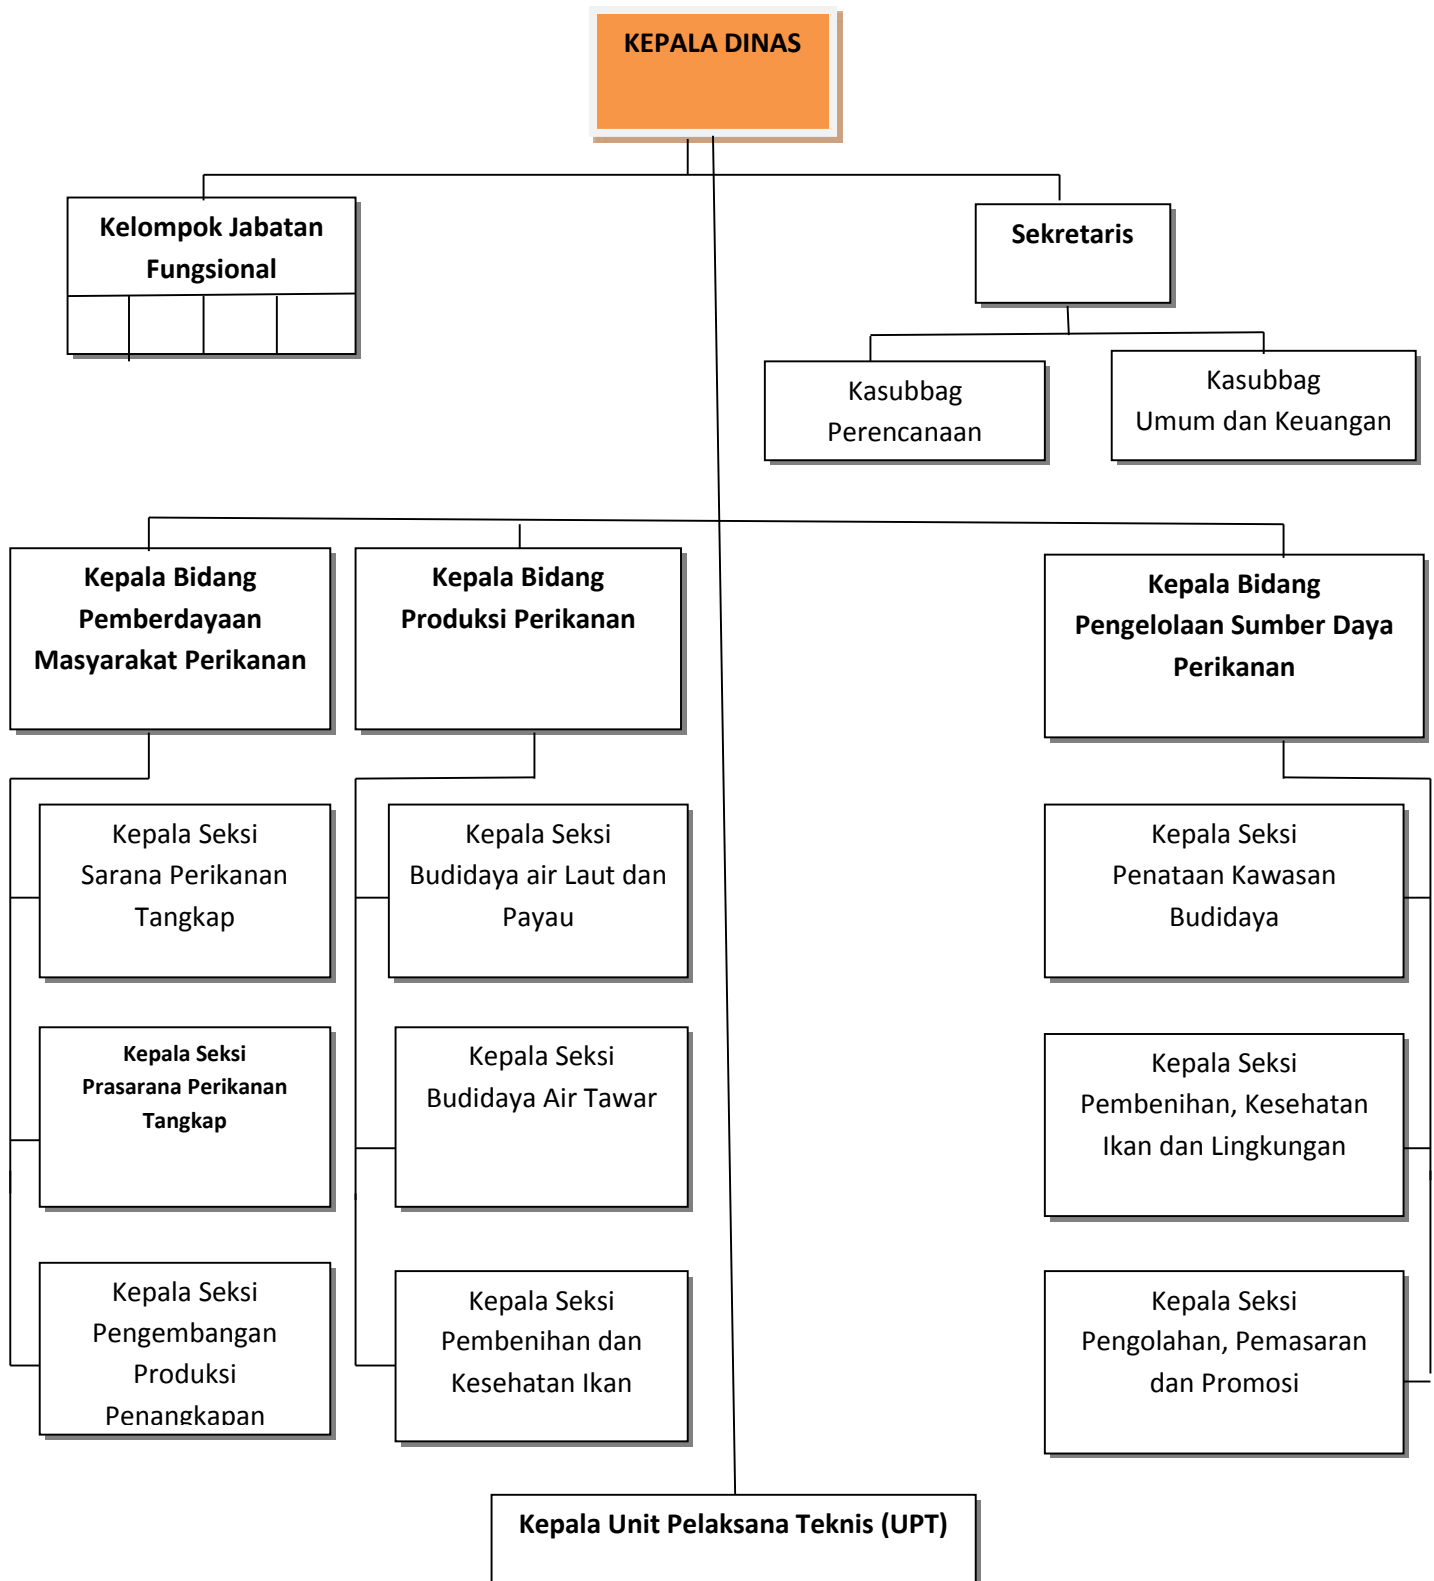 KEPALA DINAS
Kelompok Jabatan
Fungsional
Sekretaris
Kasubbag
Perencanaan
Kasubbag
Umum dan Keuangan
Kepala Bidang
Pemberdayaan
Masyarakat Perikanan
Kepala Bidang
Produksi Perikanan
Kepala Bidang
Pengelolaan Sumber Daya
Perikanan
Kepala Seksi
Sarana Perikanan
Tangkap
Kepala Seksi
Budidaya air Laut dan
Payau
Kepala Seksi
Penataan Kawasan
Budidaya
Kepala Seksi
Prasarana Perikanan
Tangkap
Kepala Seksi
Budidaya Air Tawar
Kepala Seksi
Pembenihan, Kesehatan
Ikan dan Lingkungan
Kepala Seksi
Pengembangan
Produksi
Penangkapan
Kepala Seksi
Pembenihan dan
Kesehatan Ikan
Kepala Seksi
Pengolahan, Pemasaran
dan Promosi
Kepala Unit Pelaksana Teknis (UPT)